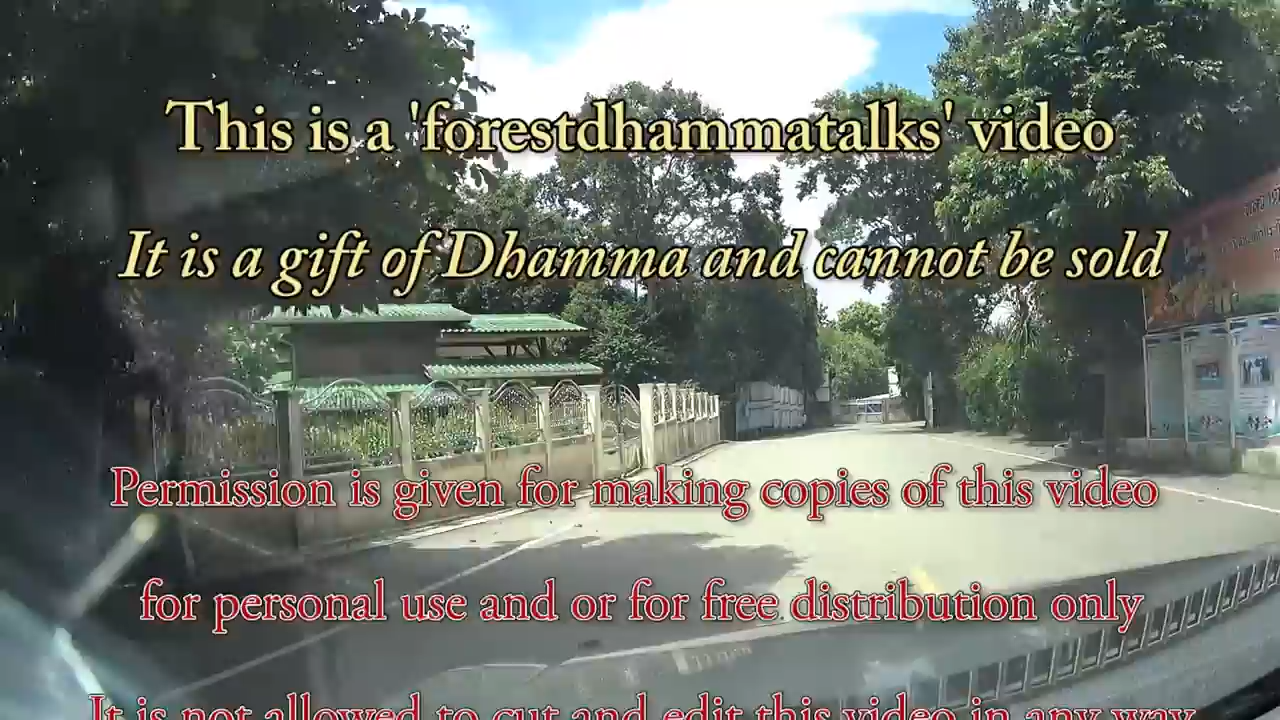 This is a 'forestdhammatalks' video
It is a gift of Dhamma and cannot be sold
Permission is given for making copies of this video
for personal use and or for free distribution only
It is not allowed to cut and edit this video in any way